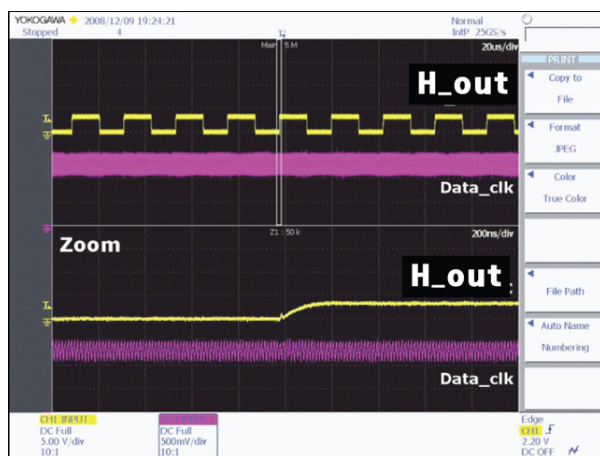 YOKOGAWA 2008/12/09 19:24:21
Stopped 4
Normal
IntP 25GS/s
Main 5 M
20us/div
H_out
Data_clk
Zoom
Z1 : 50 k
200ns/div
H_out
Data_clk
CH1 INPUT
DC Full
5.00 V/div
10:1
DC Full
500mV/div
10:1
Edge
CH1
2.20 V
DC OFF
PRINT
Copy to
File
Format
JPEG
Color
True Color
File Path
Auto Name
Numbering